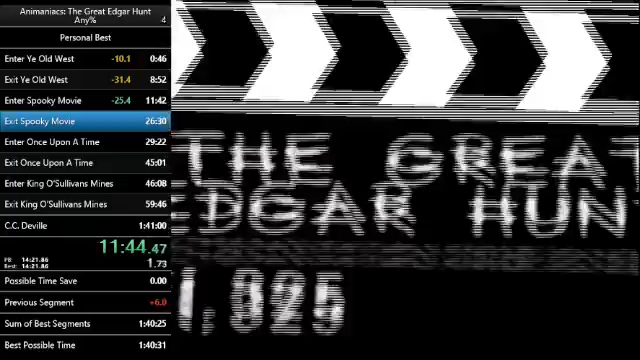 Animaniacs: The Great Edgar Hunt
Any% 4
Personal Best
Enter Ye Old West -10.1 0:46
Exit Ye Old West -31.4 8:52
Enter Spooky Movie -25.4 11:42
Exit Spooky Movie 26:30
Enter Once Upon A Time 29:22
Exit Once Upon A Time 45:01
Enter King O'Sullivans Mines 46:08
Exit King O'Sullivans Mines 59:46
C.C. Deville 1:41:00
11:44.47
PB: 14:21.86
Best: 14:21.86 1.73
Possible Time Save 0.00
Previous Segment +6.0
Sum of Best Segments 1:40:25
Best Possible Time 1:40:31
THE GREAT
EDGAR HUN
1,925